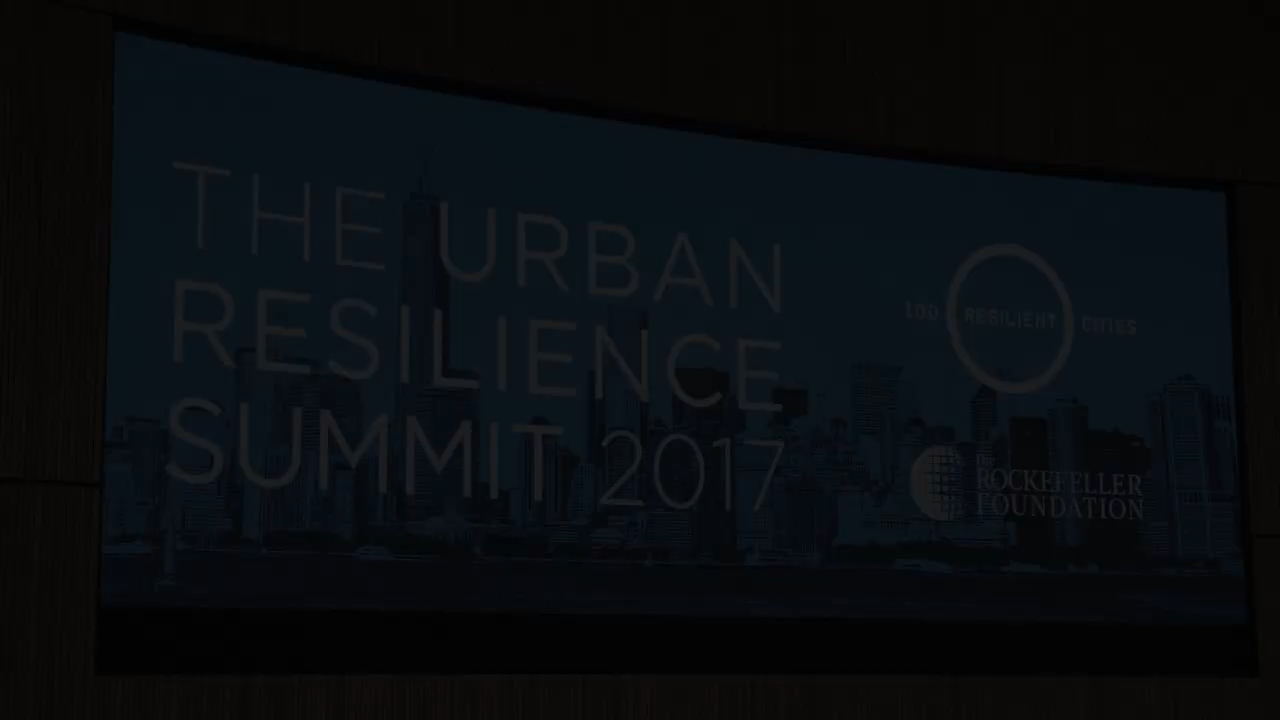 THE URBAN
RESILIENCE
SUMMIT 2017
100 RESILIENT CITIES
ROCKEFELLER
FOUNDATION